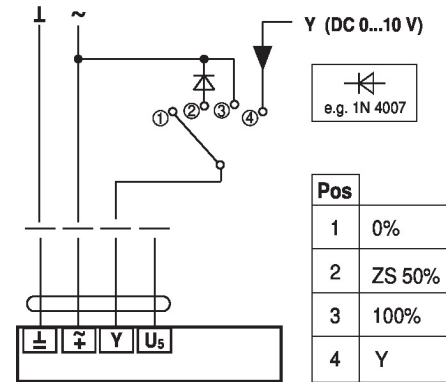 ⊥ ~
Y (DC 0...10 V)
① ② ③ ④
e.g. 1N 4007
Pos
1 0%
2 ZS 50%
3 100%
4 Y
⊥ ~+ Y U₅